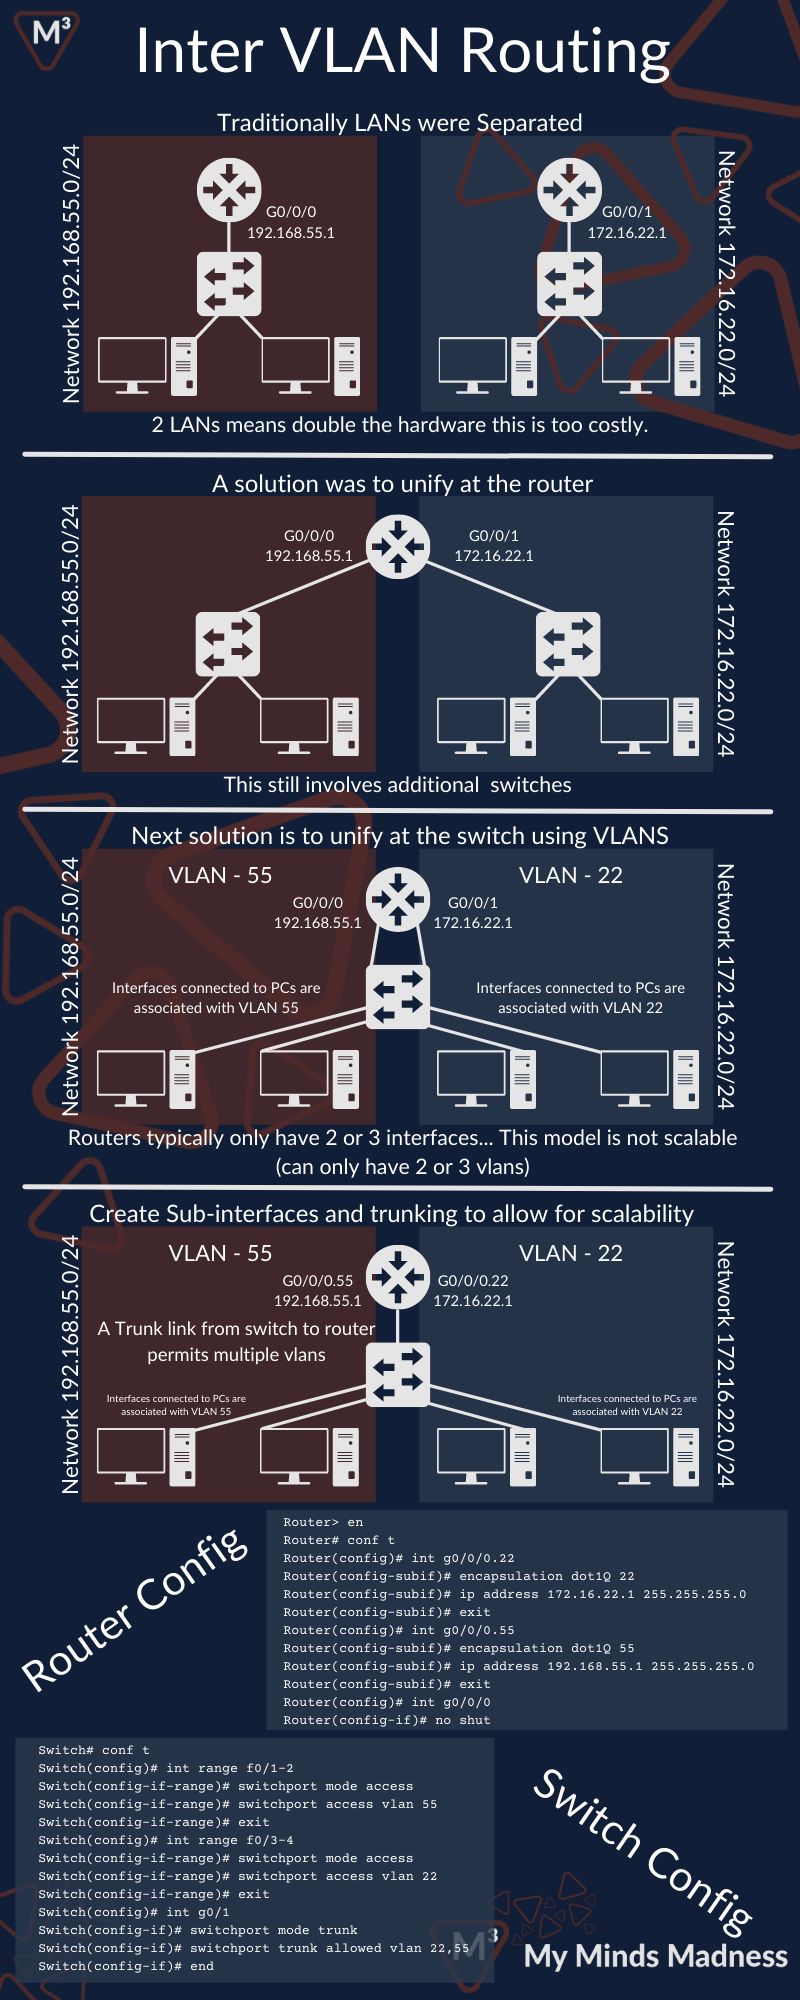 M³
Inter VLAN Routing
Traditionally LANs were Separated
Network 192.168.55.0/24
G0/0/0
192.168.55.1
G0/0/1
172.16.22.1
Network 172.16.22.0/24
2 LANs means double the hardware this is too costly.
A solution was to unify at the router
Network 192.168.55.0/24
G0/0/0
192.168.55.1
G0/0/1
172.16.22.1
Network 172.16.22.0/24
This still involves additional  switches
Next solution is to unify at the switch using VLANS
Network 192.168.55.0/24
VLAN - 55
VLAN - 22
G0/0/0
192.168.55.1
G0/0/1
172.16.22.1
Interfaces connected to PCs are
associated with VLAN 55
Interfaces connected to PCs are
associated with VLAN 22
Network 172.16.22.0/24
Routers typically only have 2 or 3 interfaces... This model is not scalable
(can only have 2 or 3 vlans)
Create Sub-interfaces and trunking to allow for scalability
Network 192.168.55.0/24
VLAN - 55
VLAN - 22
G0/0/0.55
192.168.55.1
G0/0/0.22
172.16.22.1
A Trunk link from switch to router
permits multiple vlans
Interfaces connected to PCs are
associated with VLAN 55
Interfaces connected to PCs are
associated with VLAN 22
Network 172.16.22.0/24
Router Config
Router> en
Router# conf t
Router(config)# int g0/0/0.22
Router(config-subif)# encapsulation dot1Q 22
Router(config-subif)# ip address 172.16.22.1 255.255.255.0
Router(config-subif)# exit
Router(config)# int g0/0/0.55
Router(config-subif)# encapsulation dot1Q 55
Router(config-subif)# ip address 192.168.55.1 255.255.255.0
Router(config-subif)# exit
Router(config)# int g0/0/0
Router(config-if)# no shut
Switch# conf t
Switch(config)# int range f0/1-2
Switch(config-if-range)# switchport mode access
Switch(config-if-range)# switchport access vlan 55
Switch(config-if-range)# exit
Switch(config)# int range f0/3-4
Switch(config-if-range)# switchport mode access
Switch(config-if-range)# switchport access vlan 22
Switch(config-if-range)# exit
Switch(config)# int g0/1
Switch(config-if)# switchport mode trunk
Switch(config-if)# switchport trunk allowed vlan 22,55
Switch(config-if)# end
Switch Config
M³
My Minds Madness